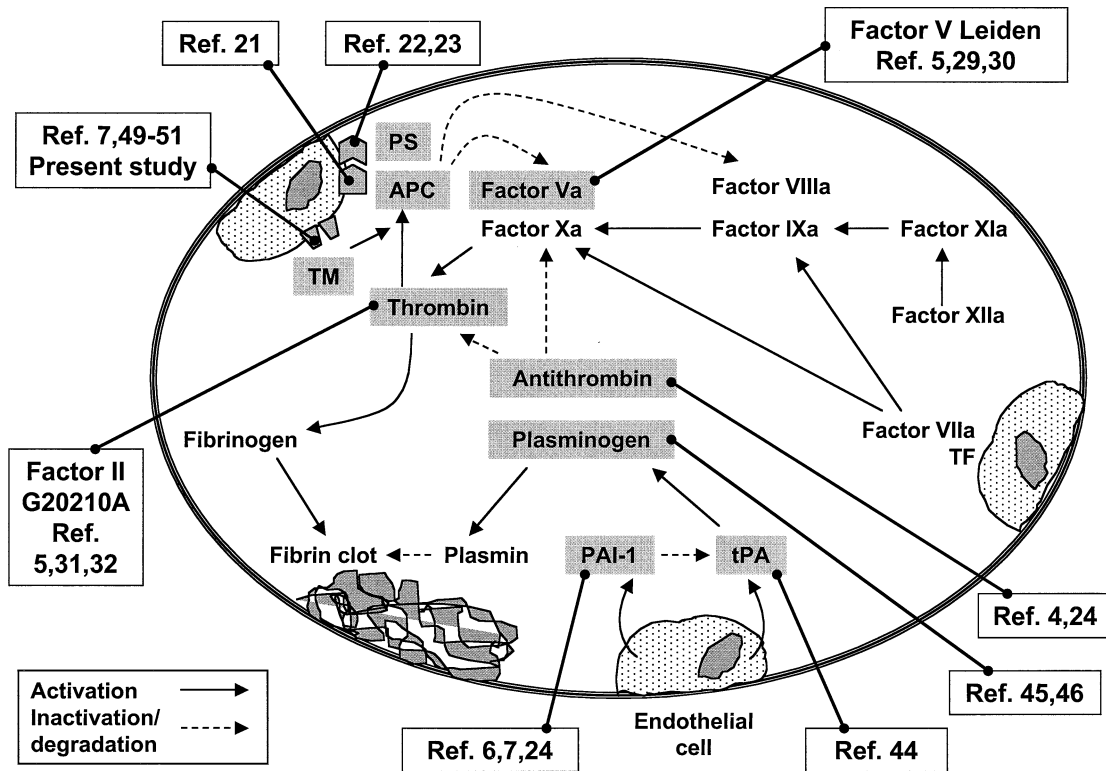 Ref. 21
Ref. 22,23
Factor V Leiden
Ref. 5,29,30
Ref. 7,49-51
Present study
PS
APC
Factor Va
Factor VIIIa
Factor Xa
Factor IXa
Factor XIa
TM
Thrombin
Factor XIIa
Antithrombin
Fibrinogen
Plasminogen
Factor VIIa
TF
Factor II
G20210A
Ref.
5,31,32
Fibrin clot
Plasmin
PAI-1
tPA
Ref. 4,24
Ref. 45,46
Activation
Inactivation/
degradation
Endothelial
cell
Ref. 6,7,24
Ref. 44